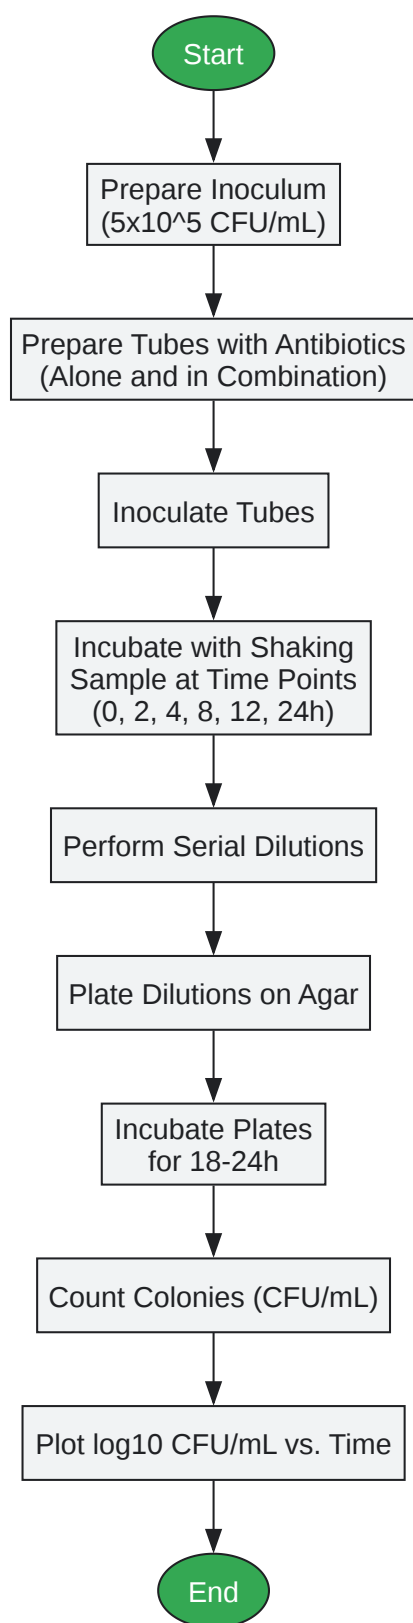 Start
Prepare Inoculum
(5x10^5 CFU/mL)
Prepare Tubes with Antibiotics
(Alone and in Combination)
Inoculate Tubes
Incubate with Shaking
Sample at Time Points
(0, 2, 4, 8, 12, 24h)
Perform Serial Dilutions
Plate Dilutions on Agar
Incubate Plates
for 18-24h
Count Colonies (CFU/mL)
Plot log10 CFU/mL vs. Time
End